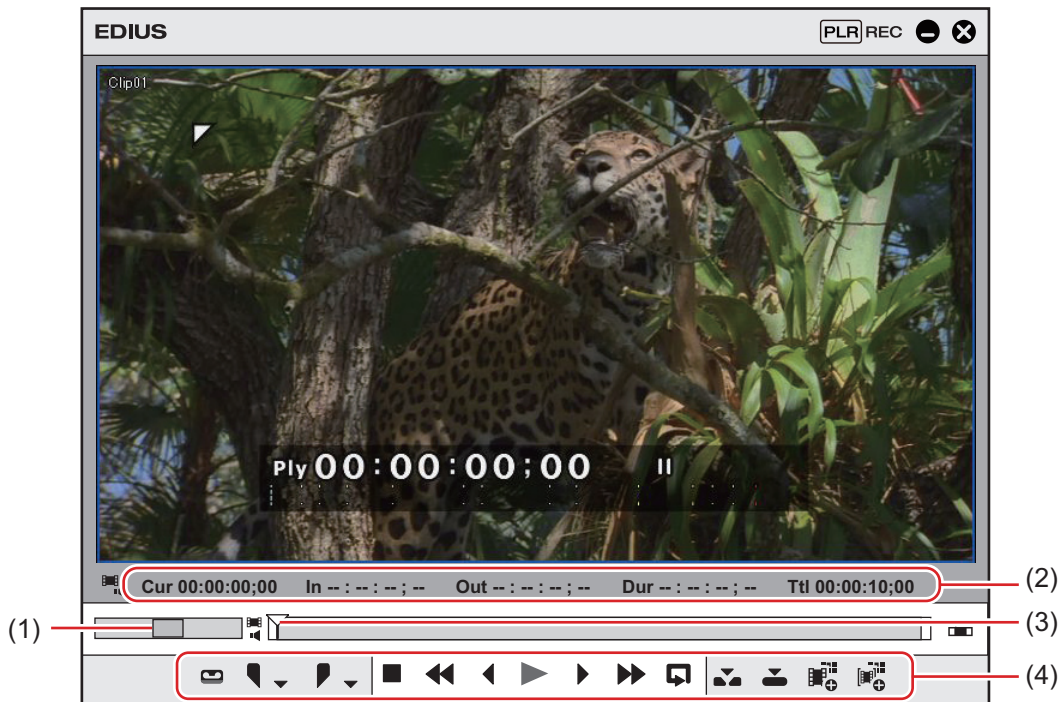 EDIUS PLR REC
Clip01
Ply 00:00:00;00
Cur 00:00:00;00 In -- : -- : -- ; -- Out -- : -- : -- ; -- Dur -- : -- : -- ; -- Ttl 00:00:10;00
(2)
(1)
(3)
(4)